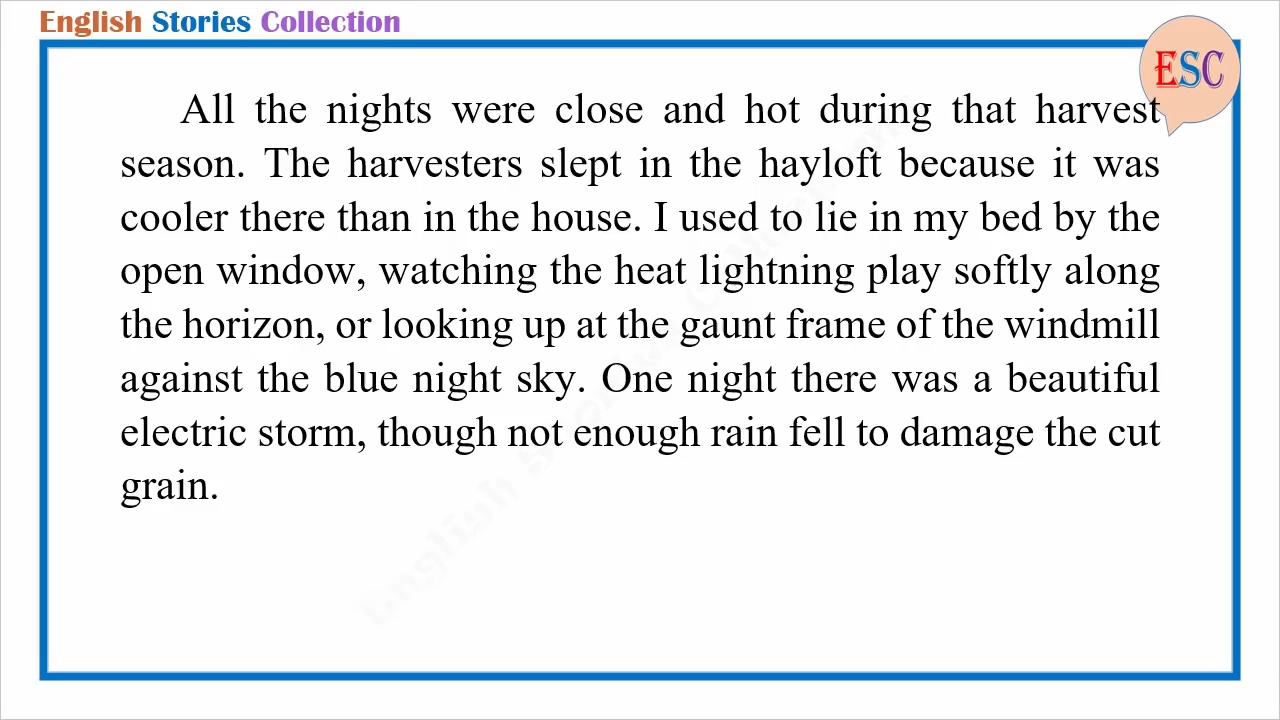 English Stories Collection
ESC
All the nights were close and hot during that harvest
season. The harvesters slept in the hayloft because it was
cooler there than in the house. I used to lie in my bed by the
open window, watching the heat lightning play softly along
the horizon, or looking up at the gaunt frame of the windmill
against the blue night sky. One night there was a beautiful
electric storm, though not enough rain fell to damage the cut
grain.
English Stories Collection